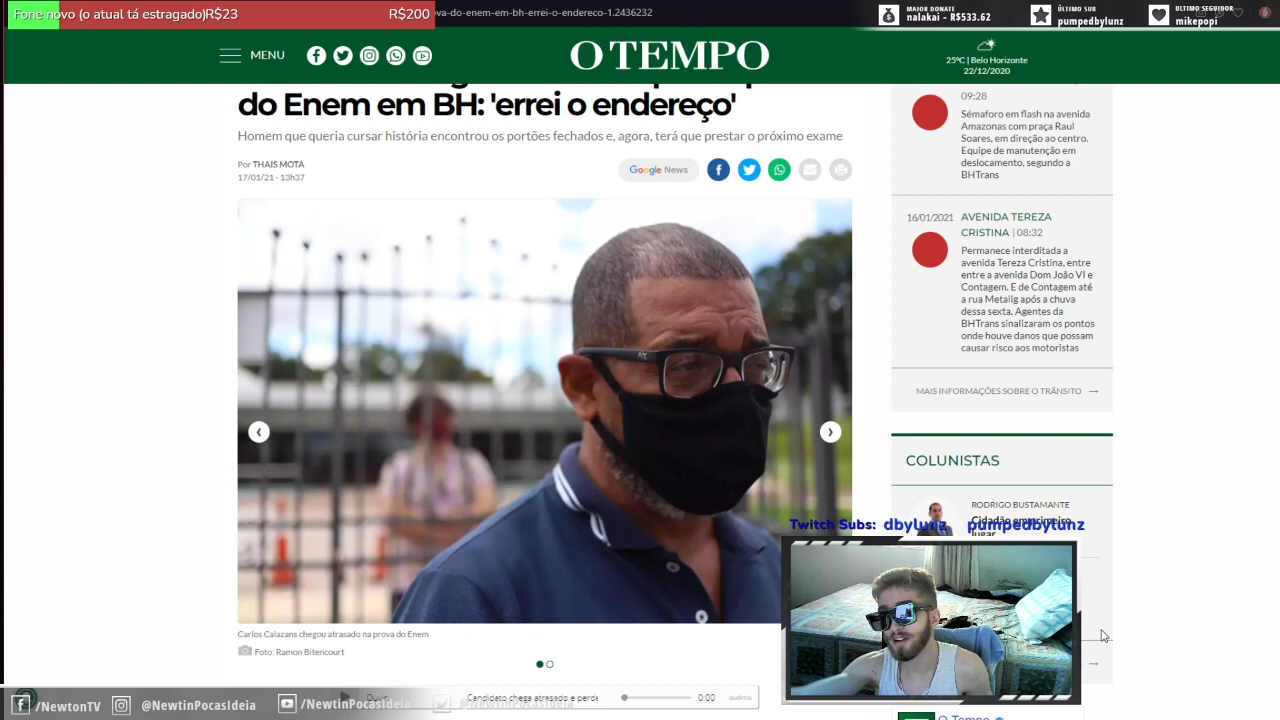 Fone novo (o atual tá estragado)R$23
R$200
va-do-enem-em-bh-errei-o-endereco-1.2436232
MAIOR DONATE
nalakai - R$533.62
ÚLTIMO SUB
pumpedbylunz
ÚLTIMO SEGUIDOR
mikepopi
MENU
O TEMPO
25ºC | Belo Horizonte
22/12/2020
do Enem em BH: 'errei o endereço'
Homem que queria cursar história encontrou os portões fechados e, agora, terá que prestar o próximo exame
Por THAIS MOTA
17/01/21 - 13h37
Google News
09:28
Sémaforo em flash na avenida
Amazonas com praça Raul
Soares, em direção ao centro.
Equipe de manutenção em
deslocamento, segundo a
BHTrans
16/01/2021 AVENIDA TEREZA
CRISTINA | 08:32
Permanece interditada a
avenida Tereza Cristina, entre
entre a avenida Dom João VI e
Contagem. E de Contagem até
a rua Metalig após a chuva
dessa sexta. Agentes da
BHTrans sinalizaram os pontos
onde houve danos que possam
causar risco aos motoristas
MAIS INFORMAÇÕES SOBRE O TRÂNSITO
COLUNISTAS
RODRIGO BUSTAMANTE
Cidadão em primeiro
lugar
Twitch Subs: dbylunz pumpedbylunz
Carlos Calazans chegou atrasado na prova do Enem
Foto: Ramon Bitencourt
Candidato chega atrasado e perde
0:00
audima
/NewtonTV
@NewtinPocasIdeia
/NewtinPocasIdeia
@NewtinPocasIdeia
O Tempo